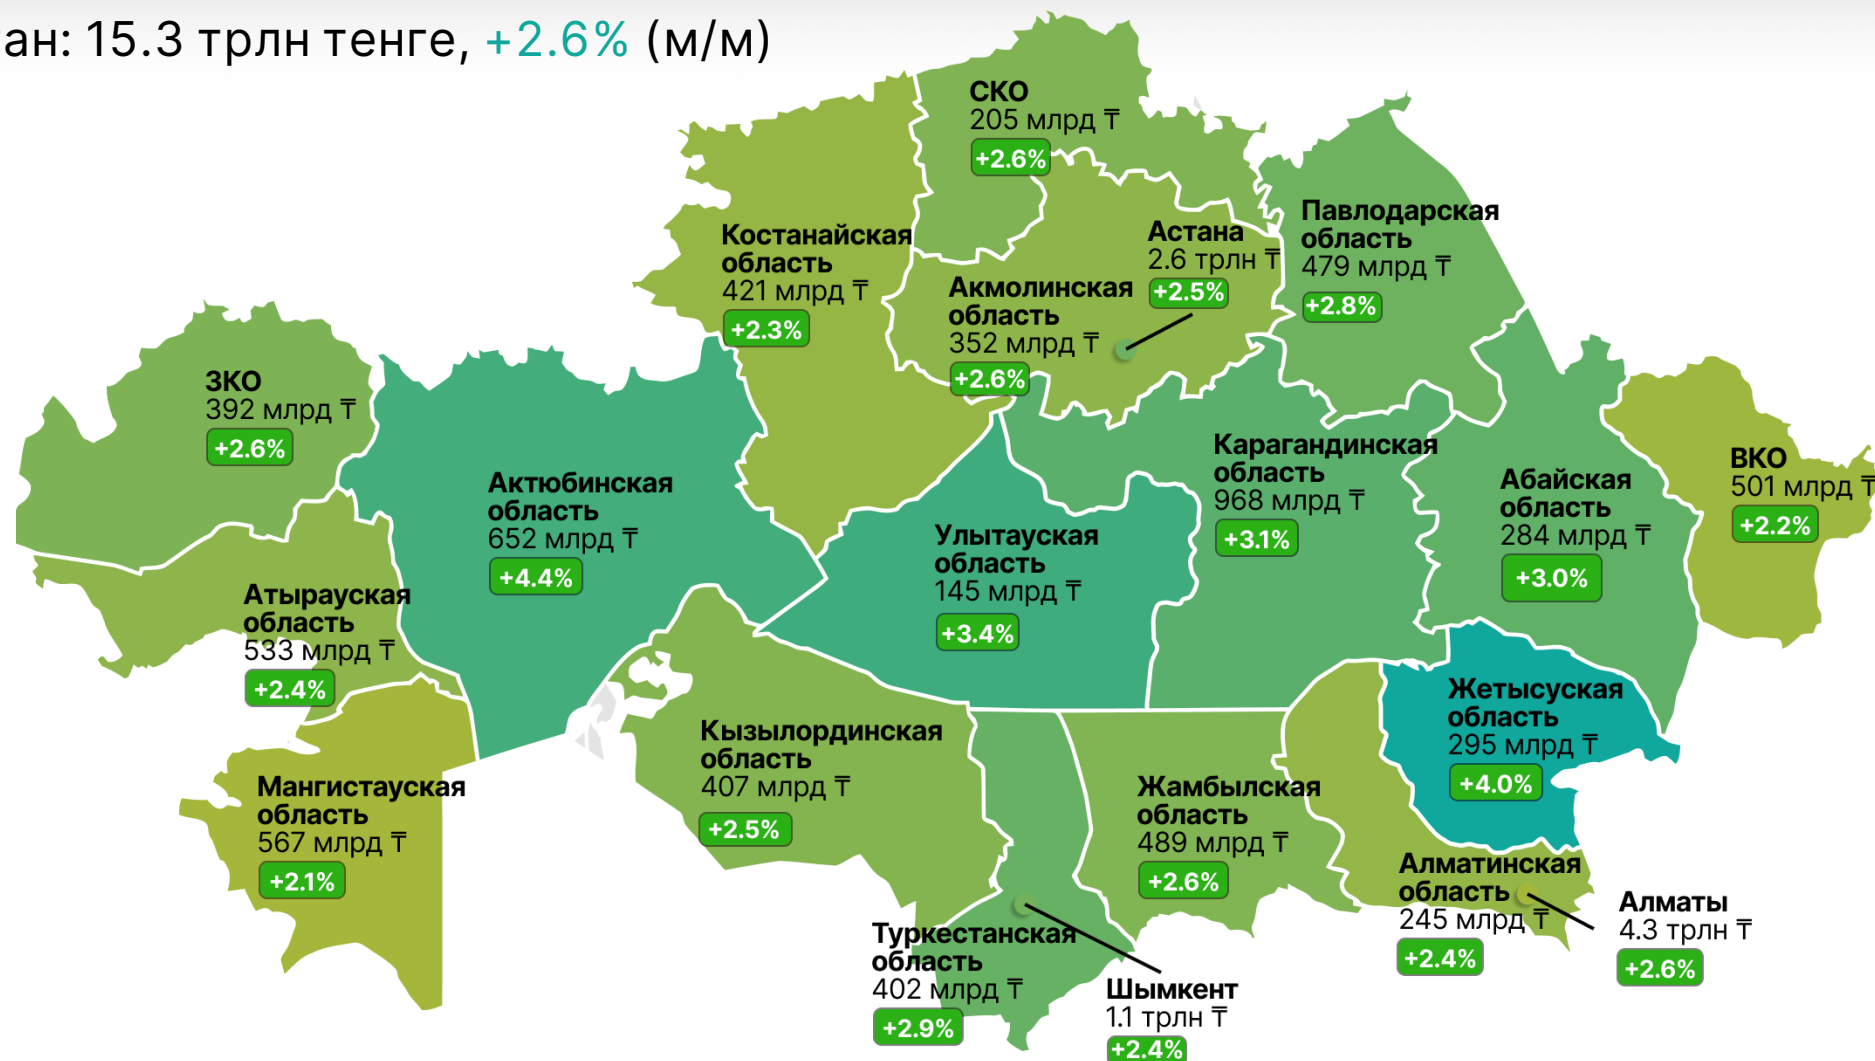 ан: 15.3 трлн тенге, +2.6% (м/м)
СКО
205 млрд ₸
+2.6%
Костанайская
область
421 млрд ₸
+2.3%
Астана
2.6 трлн ₸
+2.5%
Павлодарская
область
479 млрд ₸
+2.8%
Акмолинская
область
352 млрд ₸
+2.6%
ЗКО
392 млрд ₸
+2.6%
Актюбинская
область
652 млрд ₸
+4.4%
Карагандинская
область
968 млрд ₸
+3.1%
Абайская
область
284 млрд ₸
+3.0%
ВКО
501 млрд ₸
+2.2%
Улытауская
область
145 млрд ₸
+3.4%
Атырауская
область
533 млрд ₸
+2.4%
Жетысуская
область
295 млрд ₸
+4.0%
Кызылординская
область
407 млрд ₸
+2.5%
Мангистауская
область
567 млрд ₸
+2.1%
Жамбылская
область
489 млрд ₸
+2.6%
Алматинская
область
245 млрд ₸
+2.4%
Алматы
4.3 трлн ₸
+2.6%
Туркестанская
область
402 млрд ₸
+2.9%
Шымкент
1.1 трлн ₸
+2.4%